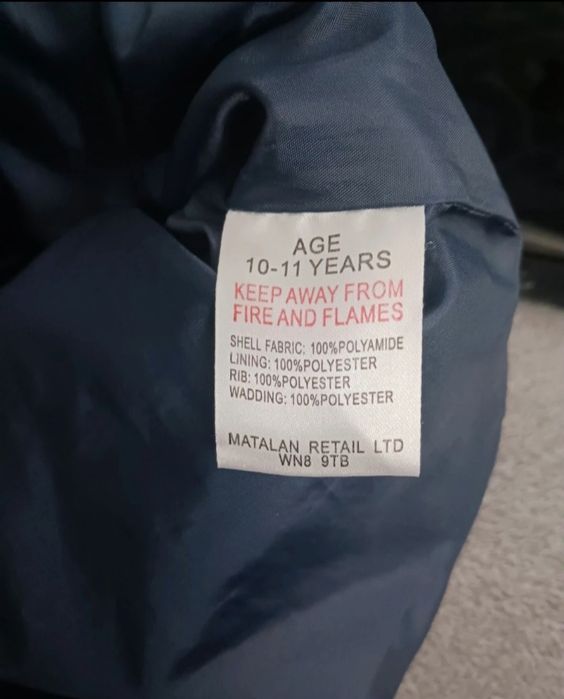 AGE
10-11 YEARS
KEEP AWAY FROM
FIRE AND FLAMES
SHELL FABRIC: 100%POLYAMIDE
LINING: 100%POLYESTER
RIB: 100%POLYESTER
WADDING: 100%POLYESTER
MATALAN RETAIL LTD
WN8 9TB